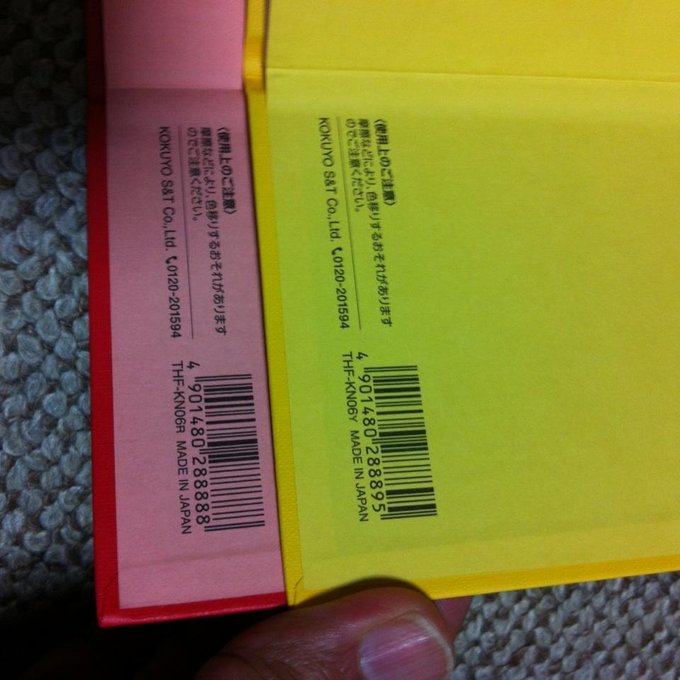 〈使用上のご注意〉
摩擦などにより、色移りするおそれがあります
のでご注意ください。
KOKUYO S&T Co.,Ltd. 0120-201594
4 901480 288888
THF-KN06R MADE IN JAPAN
〈使用上のご注意〉
摩擦などにより、色移りするおそれがあります
のでご注意ください。
KOKUYO S&T Co.,Ltd. 0120-201594
4 901480 288895
THF-KN06Y MADE IN JAPAN